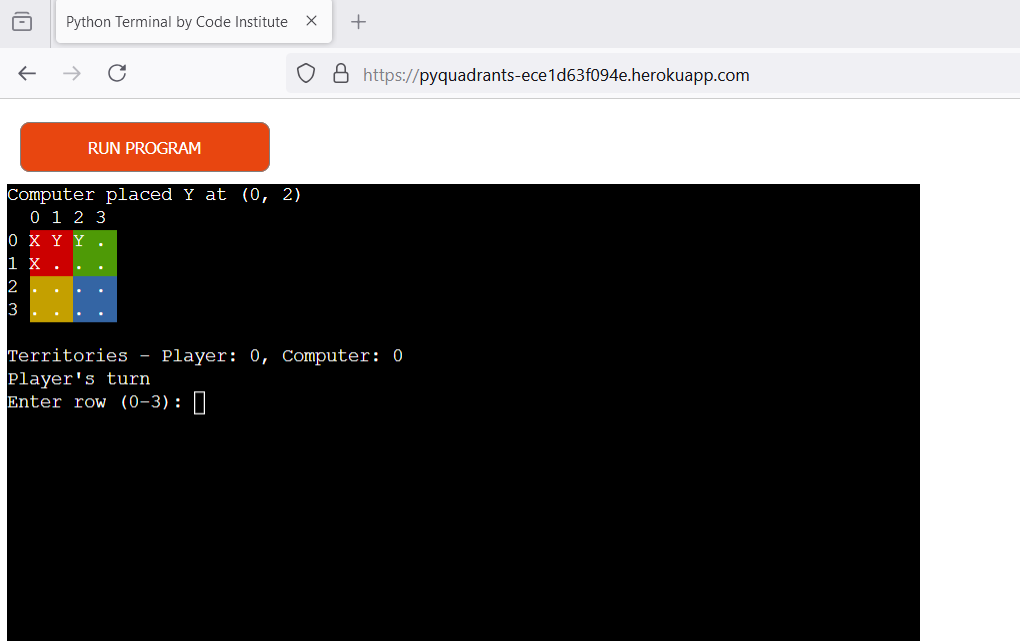 Python Terminal by Code Institute
https://pyquadrants-ece1d63f094e.herokuapp.com
RUN PROGRAM
Computer placed Y at (0, 2)
  0 1 2 3
0 X Y Y .
1 X . . .
2 . . . .
3 . . . .
Territories - Player: 0, Computer: 0
Player's turn
Enter row (0-3):